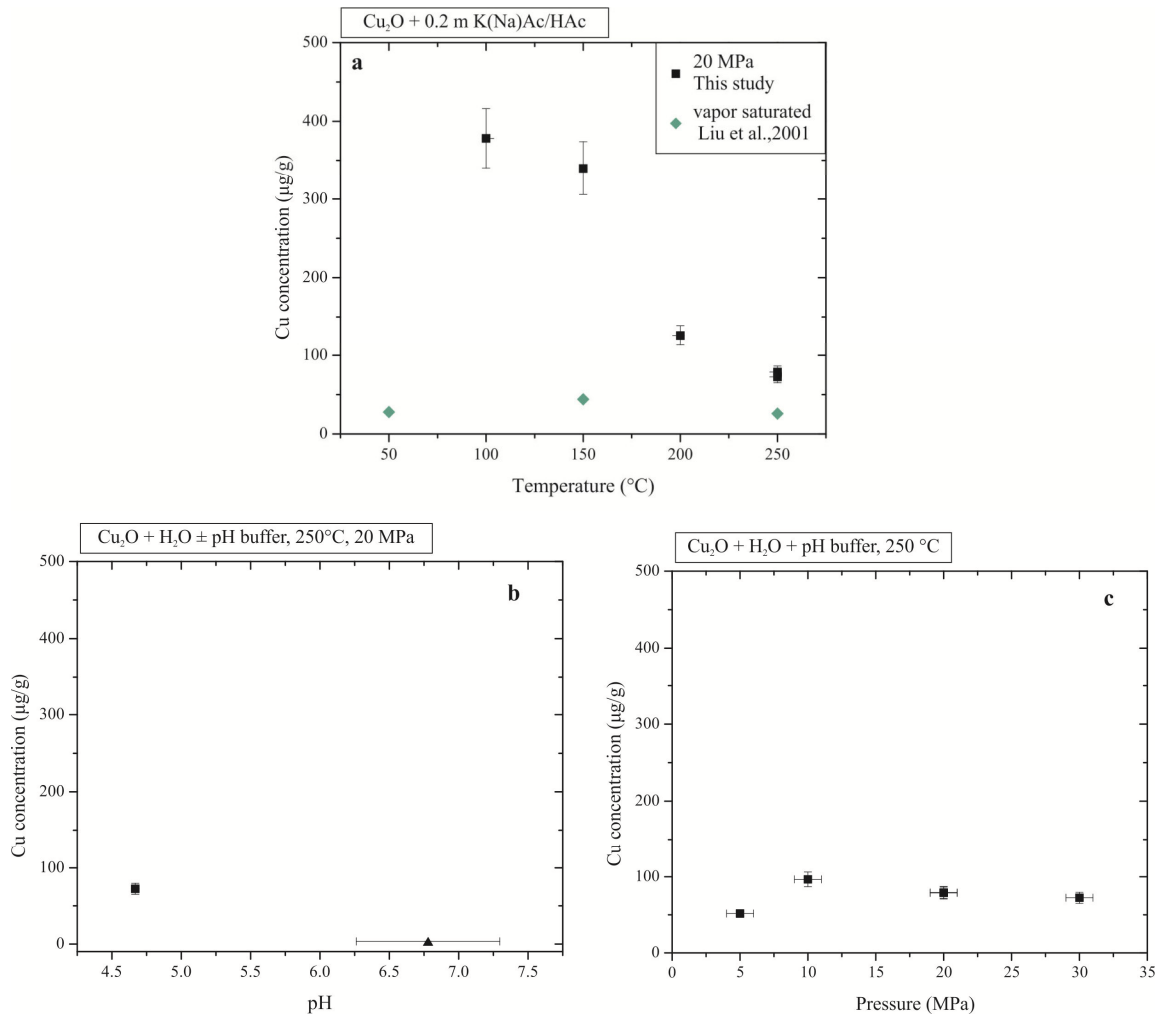 Cu₂O + 0.2 m K(Na)Ac/HAc
a
20 MPa
This study
vapor saturated
Liu et al.,2001
500
400
300
200
100
0
Cu concentration (µg/g)
50 100 150 200 250
Temperature (°C)
Cu₂O + H₂O ± pH buffer, 250°C, 20 MPa
b
500
400
300
200
100
0
Cu concentration (µg/g)
4.5 5.0 5.5 6.0 6.5 7.0 7.5
pH
Cu₂O + H₂O + pH buffer, 250 °C
c
500
400
300
200
100
0
Cu concentration (µg/g)
0 5 10 15 20 25 30 35
Pressure (MPa)